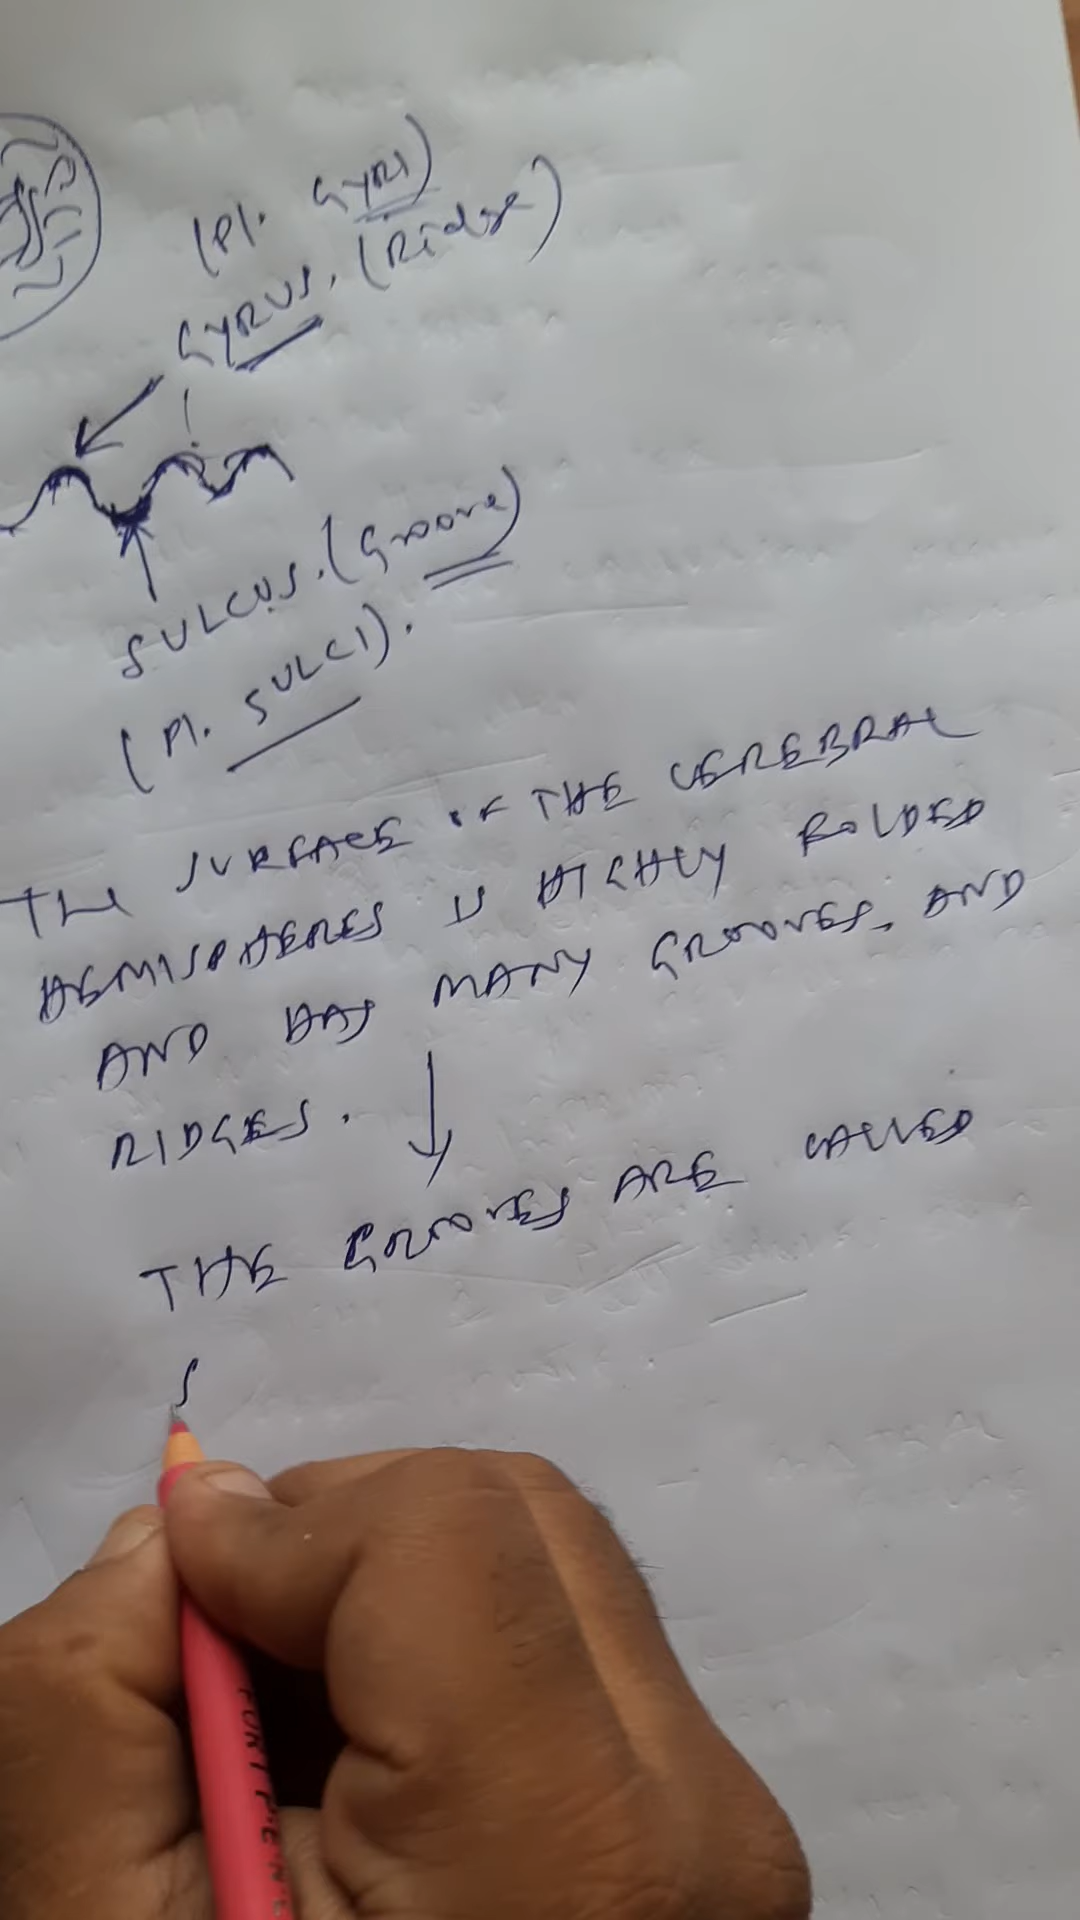 (Pl. GYRI)
GYRUS. (Ridge)
SULCUS. (Groove)
(Pl. SULCI).
THE SURFACE OF THE CEREBRAL
HEMISPHERES IS HIGHLY FOLDED
AND HAS MANY GROOVES, AND
RIDGES.
THE GROOVES ARE CALLED
S